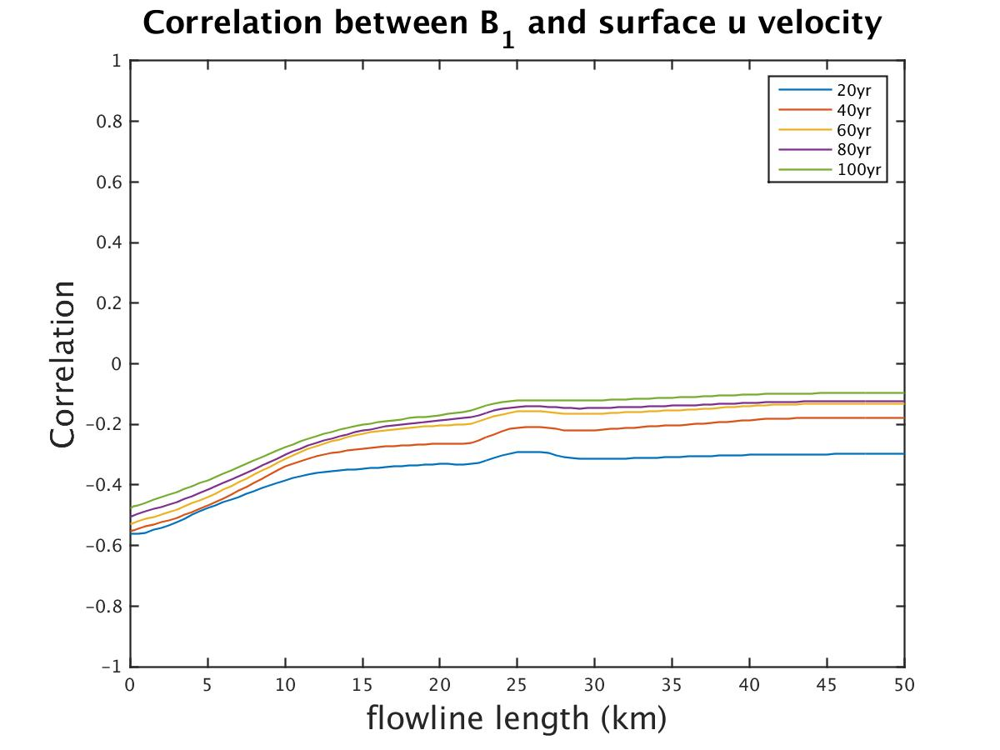 Correlation between B₁ and surface u velocity
20yr
40yr
60yr
80yr
100yr
Correlation
1
0.8
0.6
0.4
0.2
0
−0.2
−0.4
−0.6
−0.8
−1
0 5 10 15 20 25 30 35 40 45 50
flowline length (km)